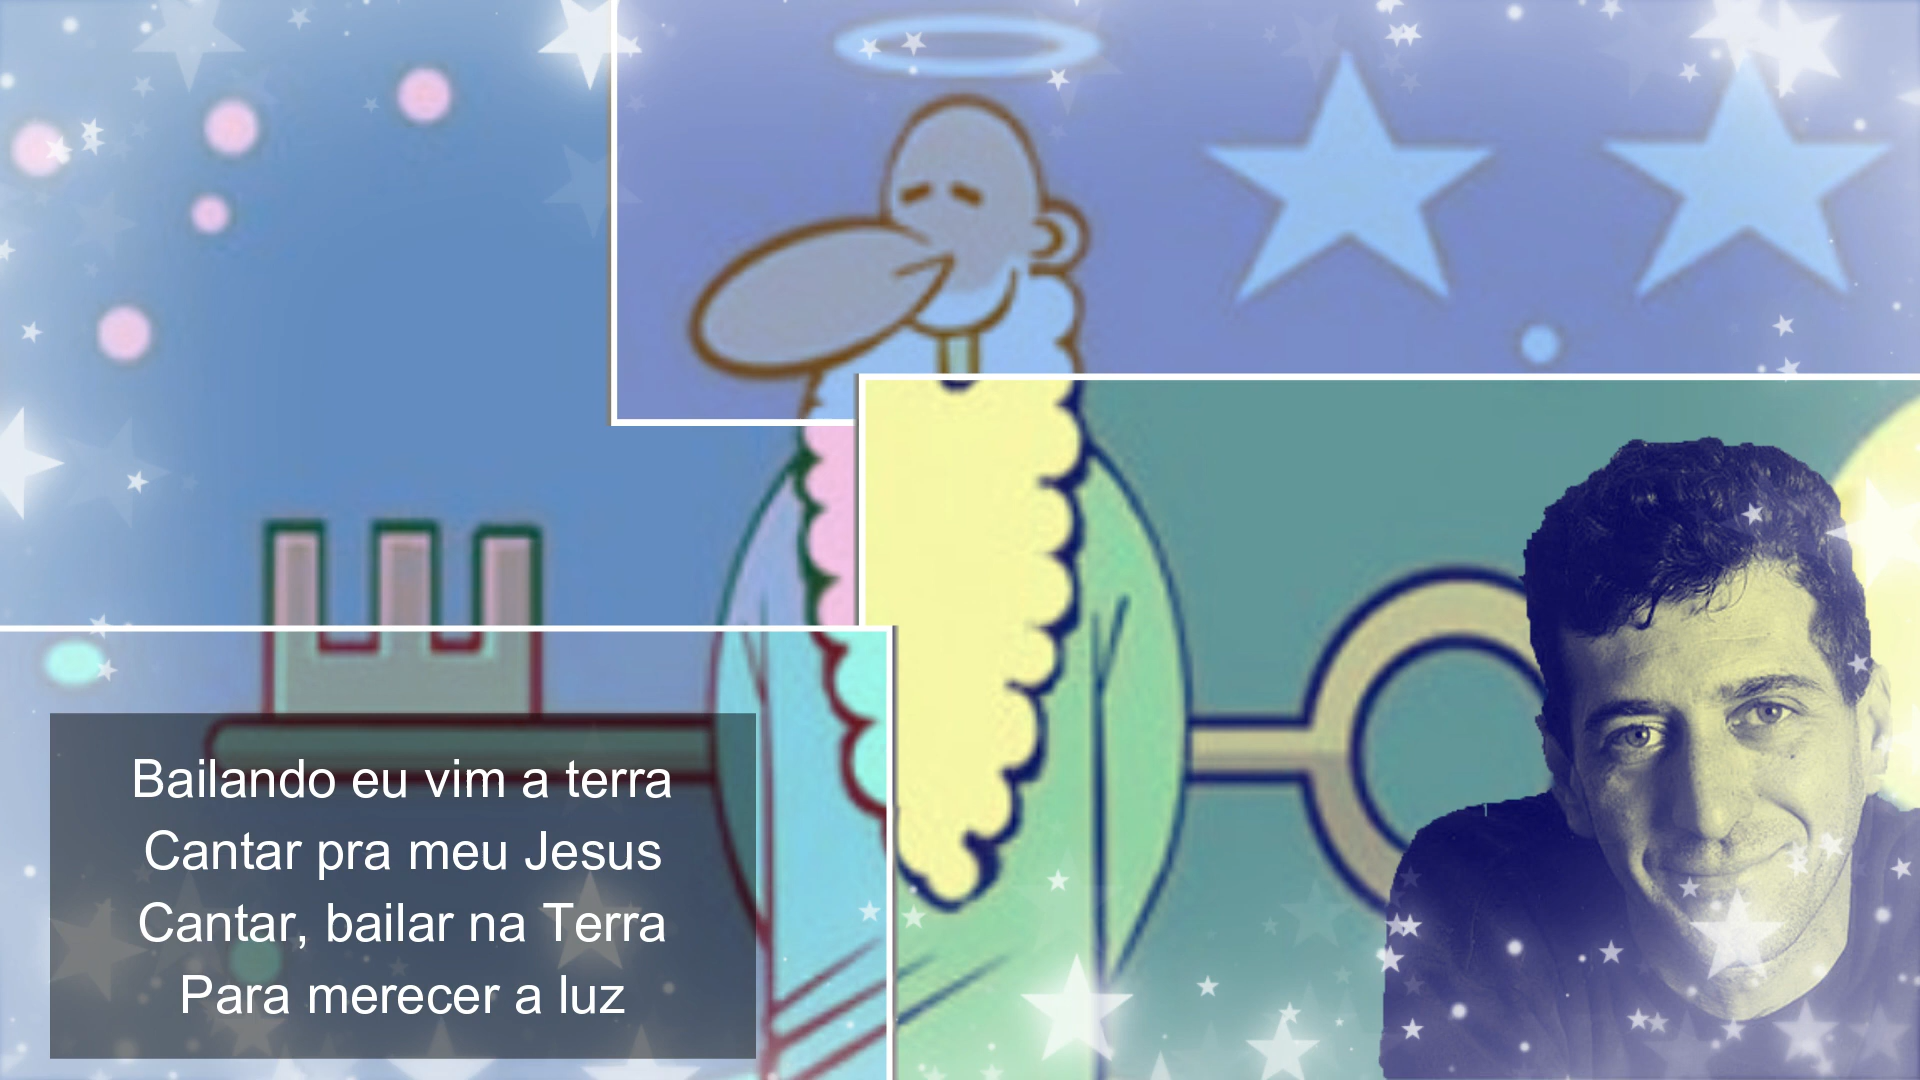 Bailando eu vim a terra
Cantar pra meu Jesus
Cantar, bailar na Terra
Para merecer a luz